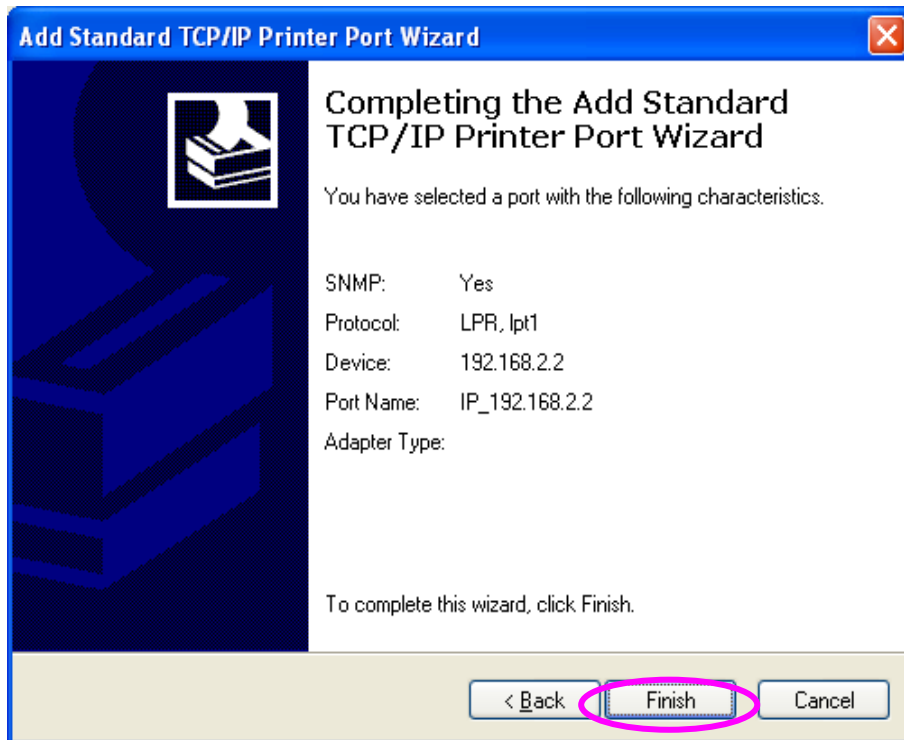 Add Standard TCP/IP Printer Port Wizard
Completing the Add Standard
TCP/IP Printer Port Wizard
You have selected a port with the following characteristics.
SNMP: Yes
Protocol: LPR, lpt1
Device: 192.168.2.2
Port Name: IP_192.168.2.2
Adapter Type:
To complete this wizard, click Finish.
< Back Finish Cancel